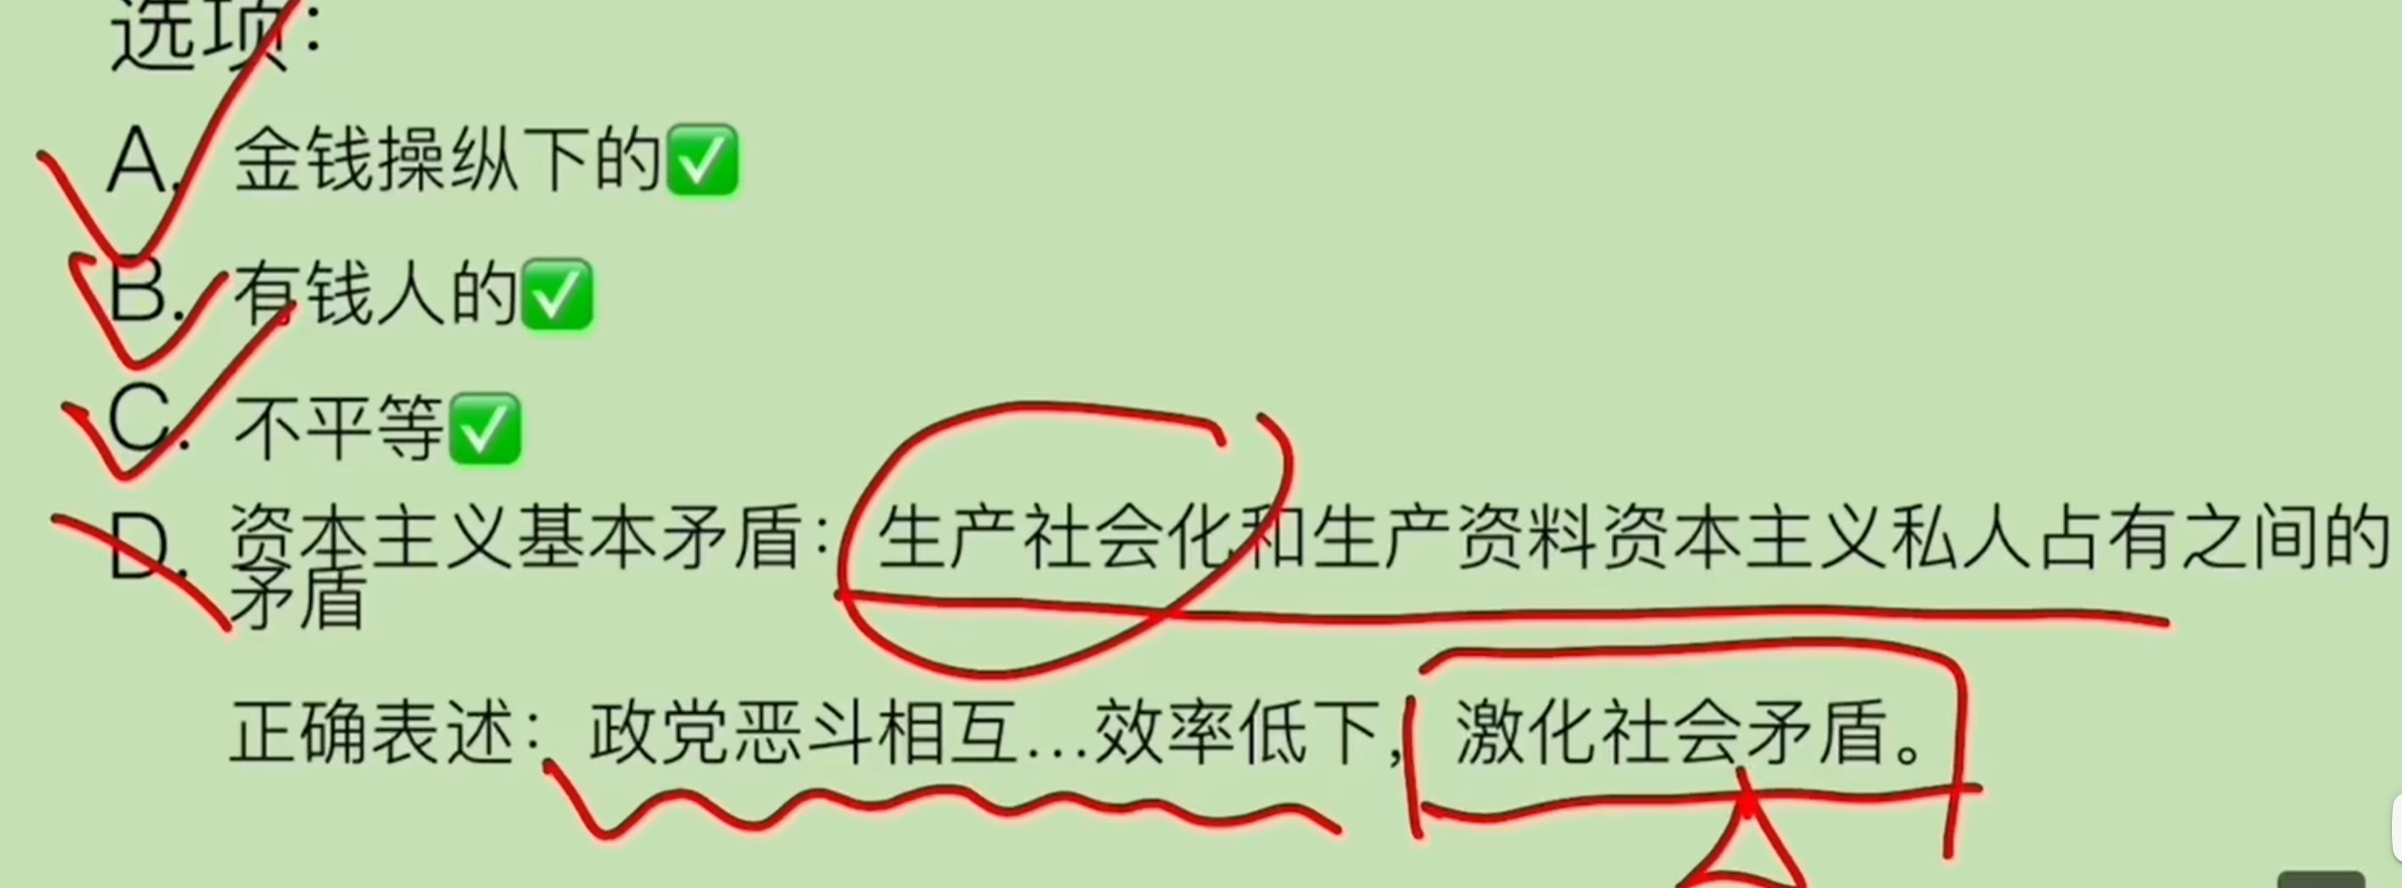 选项：
A. 金钱操纵下的✅
B. 有钱人的✅
C. 不平等✅
D. 资本主义基本矛盾：生产社会化和生产资料资本主义私人占有之间的
矛盾
正确表述：政党恶斗相互…效率低下，激化社会矛盾。